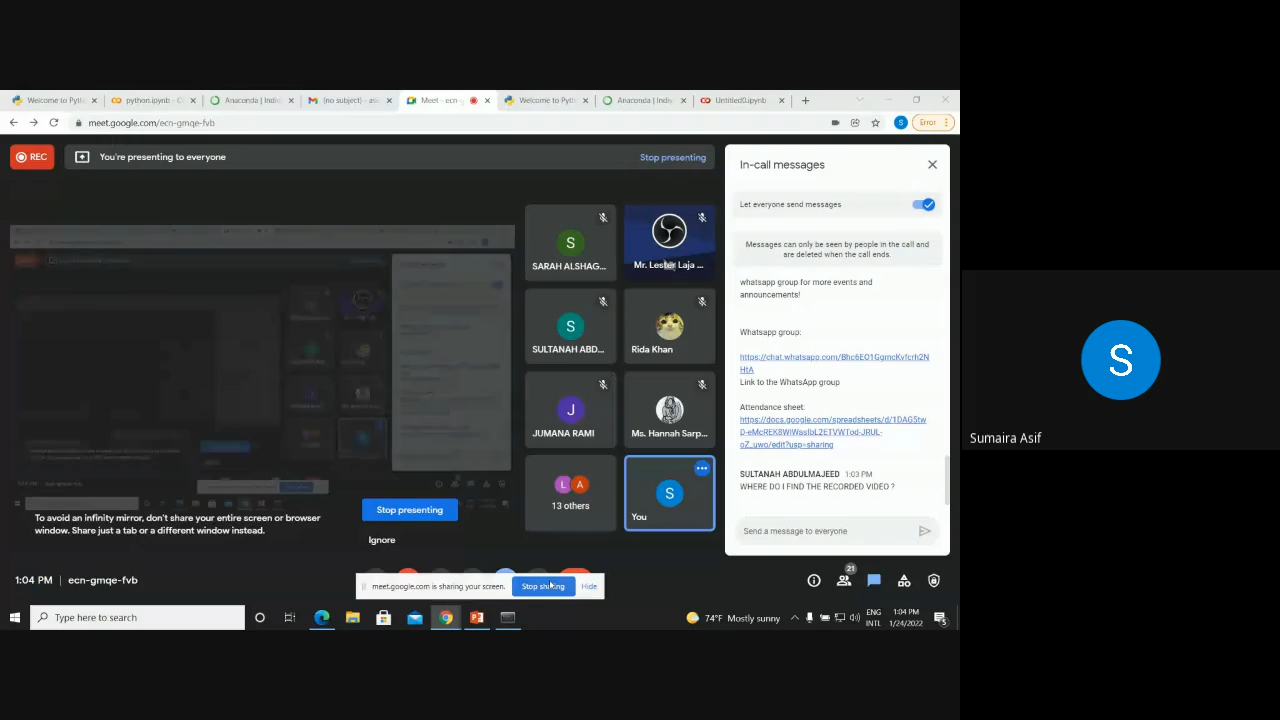 Welcome to Pyth
python.ipynb - C
Anaconda | Indiv
(no subject) - asi
Meet - ecn-g
Welcome to Pyth
Anaconda | Indiv
Untitled0.ipynb
meet.google.com/ecn-gmqe-fvb
S
Error
REC
You're presenting to everyone
Stop presenting
In-call messages
Let everyone send messages
Messages can only be seen by people in the call and
are deleted when the call ends.
whatsapp group for more events and
announcements!
Whatsapp group:
Link to the WhatsApp group
Attendance sheet:
SULTANAH ABDULMAJEED 1:03 PM
WHERE DO I FIND THE RECORDED VIDEO ?
Send a message to everyone
S
SARAH ALSHAG...
Mr. Lester Laja ...
S
SULTANAH ABD...
Rida Khan
J
JUMANA RAMI
Ms. Hannah Sarp...
L A
13 others
S
You
To avoid an infinity mirror, don't share your entire screen or browser
window. Share just a tab or a different window instead.
Stop presenting
Ignore
1:04 PM | ecn-gmqe-fvb
meet.google.com is sharing your screen.
Stop sharing
Hide
21
Type here to search
74°F Mostly sunny
ENG
INTL
1:04 PM
1/24/2022
5
S
Sumaira Asif